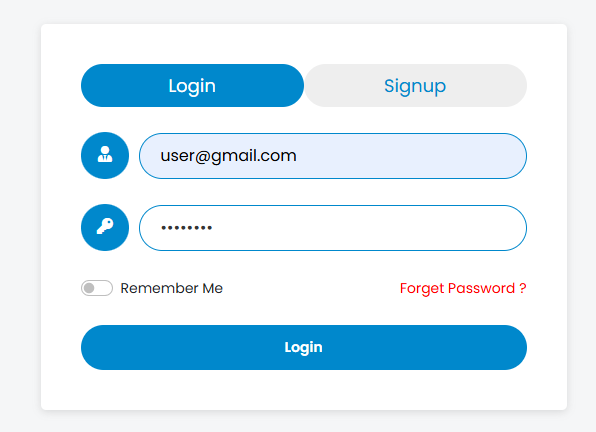 Login Signup
user@gmail.com
••••••••
Remember Me Forget Password ?
Login